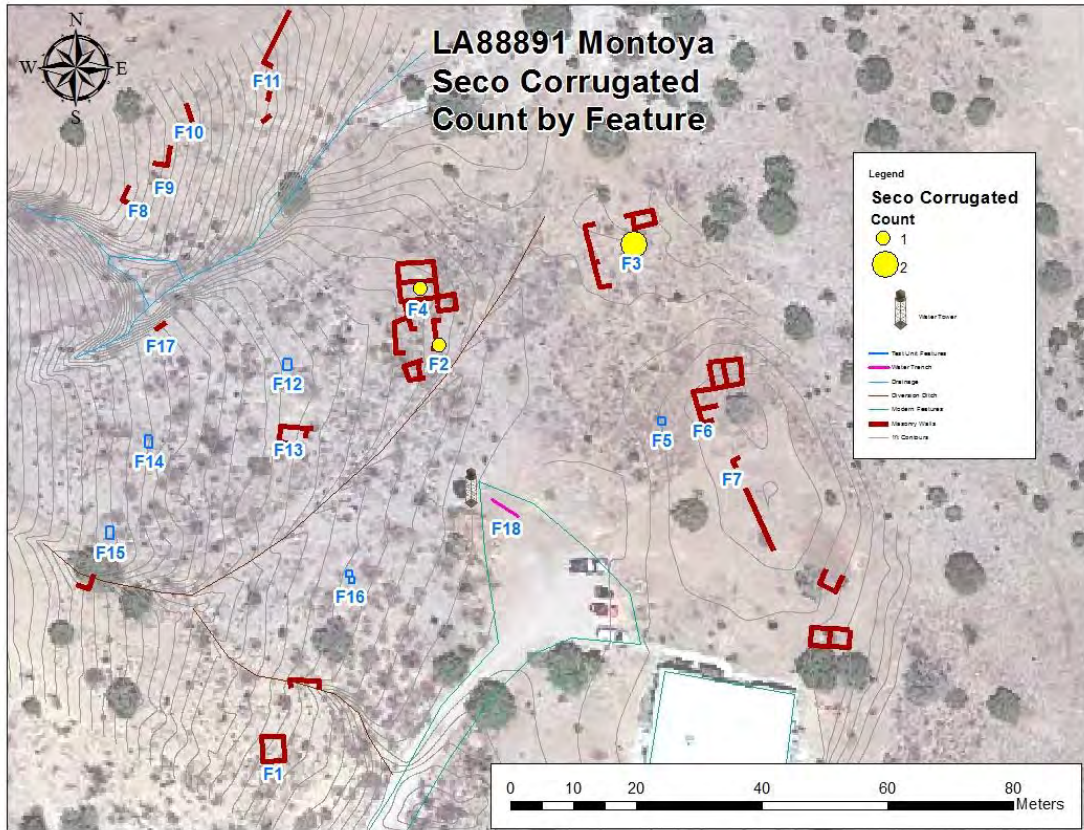 N
W E
S
LA88891 Montoya
Seco Corrugated
Count by Feature
F11
F10
F9
F8
F17
F4
F2
F3
F12
F13
F14
F15
F16
F5
F6
F7
F18
F1
Legend
Seco Corrugated
Count
1
2
Water Tower
Test Unit Features
Water Trench
Drainage
Diversion Ditch
Modern Features
Masonry Walls
Contours
0 10 20 40 60 80
Meters